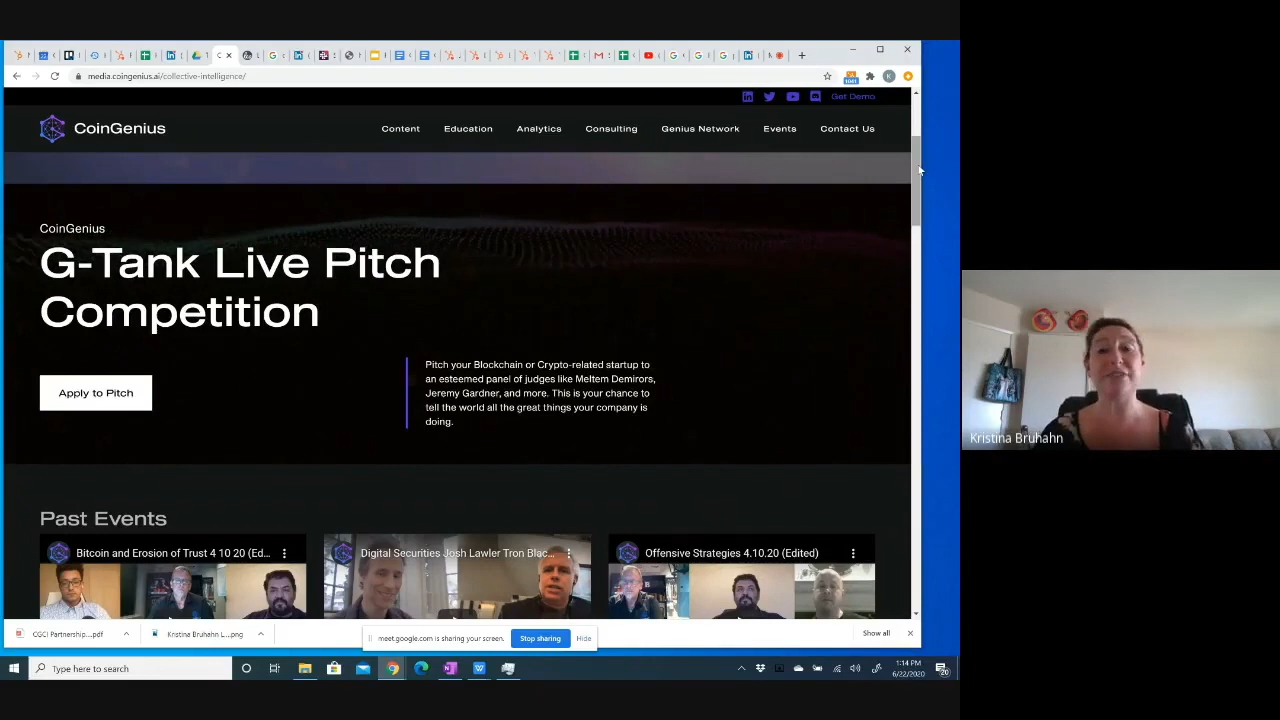 media.coingenius.ai/collective-intelligence/
Get Demo
CoinGenius
Content
Education
Analytics
Consulting
Genius Network
Events
Contact Us
CoinGenius
G-Tank Live Pitch
Competition
Apply to Pitch
Pitch your Blockchain or Crypto-related startup to
an esteemed panel of judges like Meltem Demirors,
Jeremy Gardner, and more. This is your chance to
tell the world all the great things your company is
doing.
Kristina Bruhahn
Past Events
Bitcoin and Erosion of Trust 4 10 20 (Ed...
Digital Securities Josh Lawler Tron Blac...
Offensive Strategies 4.10.20 (Edited)
CGCI Partnership....pdf
Kristina Bruhahn L....png
meet.google.com is sharing your screen.
Stop sharing
Hide
Show all
Type here to search
1:14 PM
6/22/2020
20